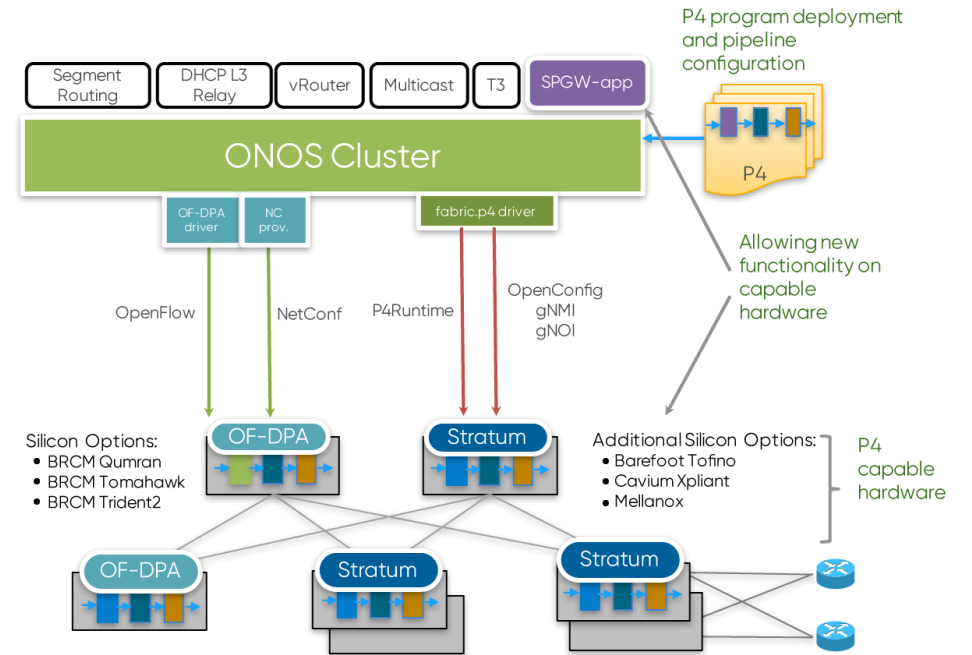 P4 program deployment
and pipeline
configuration
Segment
Routing
DHCP L3
Relay
vRouter
Multicast
T3
SPGW-app
ONOS Cluster
P4
OF-DPA
driver
NC
prov.
fabric.p4 driver
Allowing new
functionality on
capable
hardware
OpenFlow
NetConf
P4Runtime
OpenConfig
gNMI
gNOI
Silicon Options:
• BRCM Qumran
• BRCM Tomahawk
• BRCM Trident2
OF-DPA
Stratum
Additional Silicon Options:
• Barefoot Tofino
• Cavium Xpliant
• Mellanox
P4
capable
hardware
OF-DPA
Stratum
Stratum